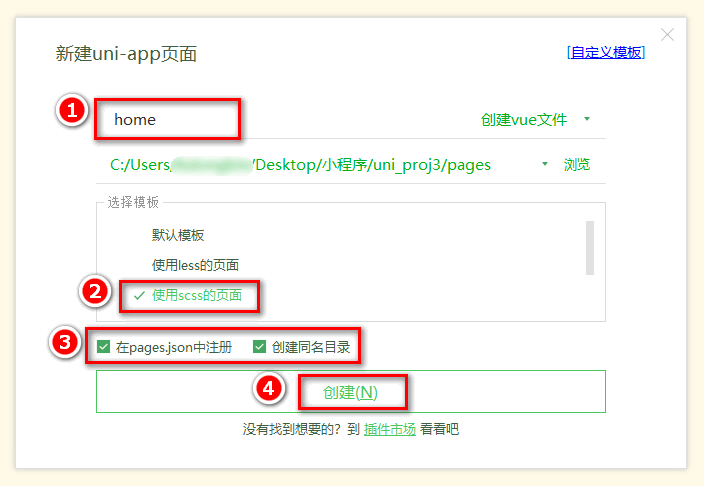 新建uni-app页面
[自定义模板]
1
home
创建vue文件
C:/Users/ /Desktop/小程序/uni_proj3/pages
浏览
选择模板
默认模板
使用less的页面
2
使用scss的页面
3
在pages.json中注册
创建同名目录
4
创建(N)
没有找到想要的？到 插件市场 看看吧